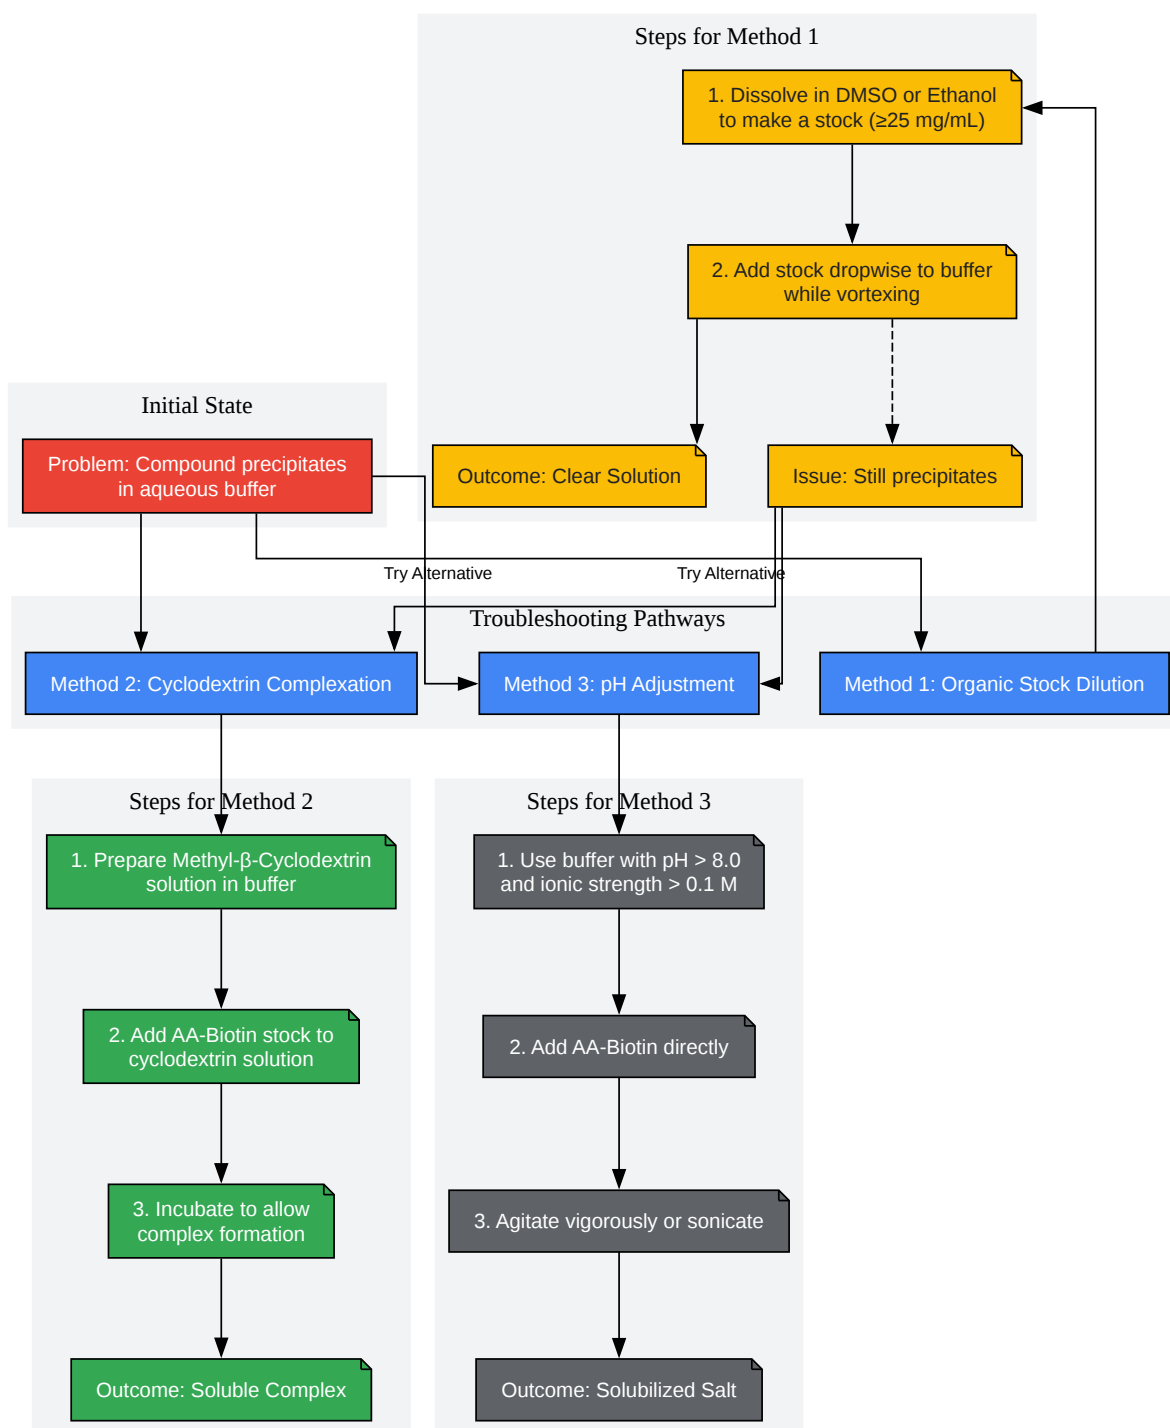 Steps for Method 1
1. Dissolve in DMSO or Ethanol
to make a stock (≥25 mg/mL)
2. Add stock dropwise to buffer
while vortexing
Initial State
Problem: Compound precipitates
in aqueous buffer
Outcome: Clear Solution
Issue: Still precipitates
Try Alternative
Try Alternative
Troubleshooting Pathways
Method 2: Cyclodextrin Complexation
Method 3: pH Adjustment
Method 1: Organic Stock Dilution
Steps for Method 2
1. Prepare Methyl-β-Cyclodextrin
solution in buffer
2. Add AA-Biotin stock to
cyclodextrin solution
3. Incubate to allow
complex formation
Outcome: Soluble Complex
Steps for Method 3
1. Use buffer with pH > 8.0
and ionic strength > 0.1 M
2. Add AA-Biotin directly
3. Agitate vigorously or sonicate
Outcome: Solubilized Salt